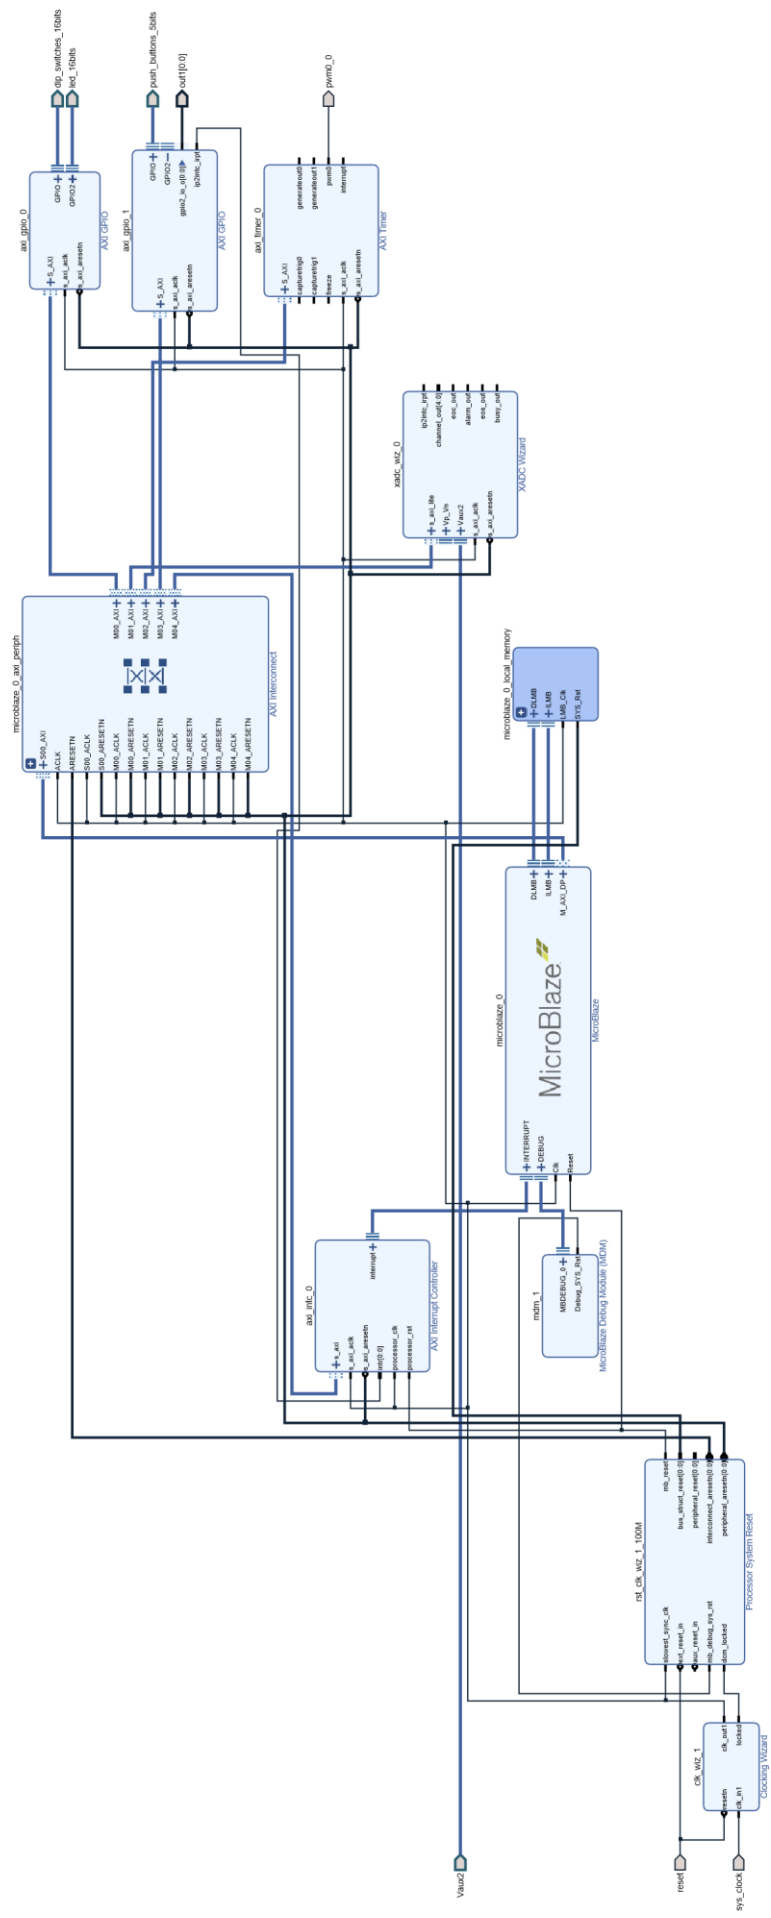 Vaux2
reset
sys_clock
clk_wiz_1
resetn
clk_in1
clk_out1
locked
Clocking Wizard
rst_clk_wiz_1_100M
slowest_sync_clk
ext_reset_in
aux_reset_in
mb_debug_sys_rst
dcm_locked
mb_reset
bus_struct_reset[0:0]
peripheral_reset[0:0]
interconnect_aresetn[0:0]
peripheral_aresetn[0:0]
Processor System Reset
axi_intc_0
s_axi
s_axi_aclk
s_axi_aresetn
intr[0:0]
processor_clk
processor_rst
interrupt
AXI Interrupt Controller
mdm_1
MBDEBUG_0
Debug_SYS_Rst
MicroBlaze Debug Module (MDM)
microblaze_0
INTERRUPT
DEBUG
Clk
Reset
MicroBlaze
DLMB
ILMB
M_AXI_DP
MicroBlaze
microblaze_0_local_memory
DLMB
ILMB
LMB_Clk
SYS_Rst
microblaze_0_axi_periph
S00_AXI
ACLK
ARESETN
S00_ACLK
S00_ARESETN
M00_ACLK
M00_ARESETN
M01_ACLK
M01_ARESETN
M02_ACLK
M02_ARESETN
M03_ACLK
M03_ARESETN
M04_ACLK
M04_ARESETN
M00_AXI
M01_AXI
M02_AXI
M03_AXI
M04_AXI
AXI Interconnect
xadc_wiz_0
s_axi_lite
Vp_Vn
Vaux2
s_axi_aclk
s_axi_aresetn
ip2intc_irpt
channel_out[4:0]
eoc_out
alarm_out
eos_out
busy_out
XADC Wizard
axi_gpio_0
S_AXI
s_axi_aclk
s_axi_aresetn
GPIO
GPIO2
AXI GPIO
axi_gpio_1
S_AXI
s_axi_aclk
s_axi_aresetn
GPIO
GPIO2
gpio2_io_o[0:0]
ip2intc_irpt
AXI GPIO
axi_timer_0
S_AXI
capturetrig0
capturetrig1
freeze
s_axi_aclk
s_axi_aresetn
generateout0
generateout1
pwm0
interrupt
AXI Timer
dip_switches_16bits
led_16bits
push_buttons_5bits
out1[0:0]
pwm0_0